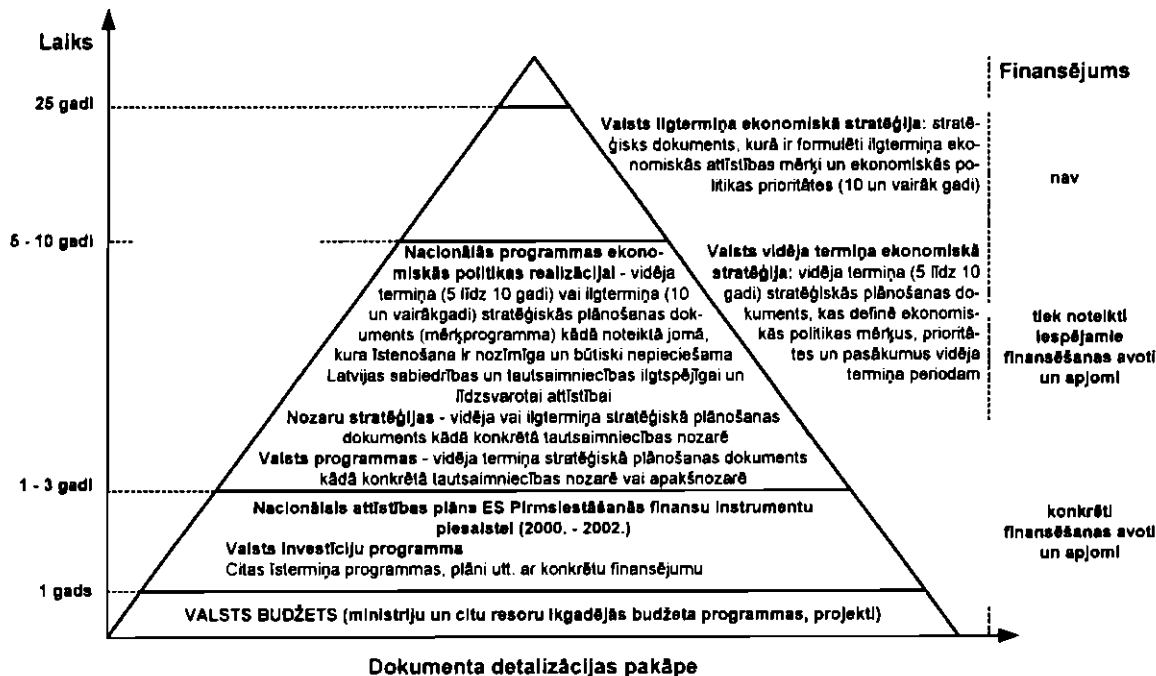 Laiks
Finansējums
25 gadi
Valsts ilgtermiņa ekonomiskā stratēģija: stratē-
ģisks dokuments, kurā ir formulēti ilgtermiņa eko-
nomiskās attīstības mērķi un ekonomiskās po-
litikas prioritātes (10 un vairāk gadi)
nav
5 - 10 gadi
Nacionālās programmas ekono-
miskās politikas realizācijai - vidēja
termiņa (5 līdz 10 gadi) vai ilgtermiņa (10
un vairākgadi) stratēģiskās plānošanas dok-
uments (mērķprogramma) kādā noteiktā jomā,
kura īstenošana ir nozīmīga un būtiski nepieciešama
Latvijas sabiedrības un tautsaimniecības ilgtspējīgai un
līdzsvarotai attīstībai
Valsts vidēja termiņa ekonomiskā
stratēģija: vidēja termiņa (5 līdz 10
gadi) stratēģiskās plānošanas do-
kuments, kas definē ekonomis-
kās politikas mērķus, prioritā-
tes un pasākumus vidēja
termiņa periodam
tiek noteikti
iespējamie
finansēšanas avoti
un apjomi
Nozaru stratēģijas - vidēja vai ilgtermiņa stratēģiskā plānošanas
dokuments kādā konkrētā tautsaimniecības nozarē
Valsts programmas - vidēja termiņa stratēģiskā plānošanas dokuments
kādā konkrētā tautsaimniecības nozarē vai apakšnozarē
1 - 3 gadi
Nacionālais attīstības plāns ES Pirmsiestāšanās finansu instrumentu
piesaistei (2000. - 2002.)
Valsts Investīciju programma
Citas īstermiņa programmas, plāni utt. ar konkrētu finansējumu
konkrēti
finansēšanas avoti
un apjomi
1 gads
VALSTS BUDŽETS (ministriju un citu resoru ikgadējās budžeta programmas, projekti)
Dokumenta detalizācijas pakāpe